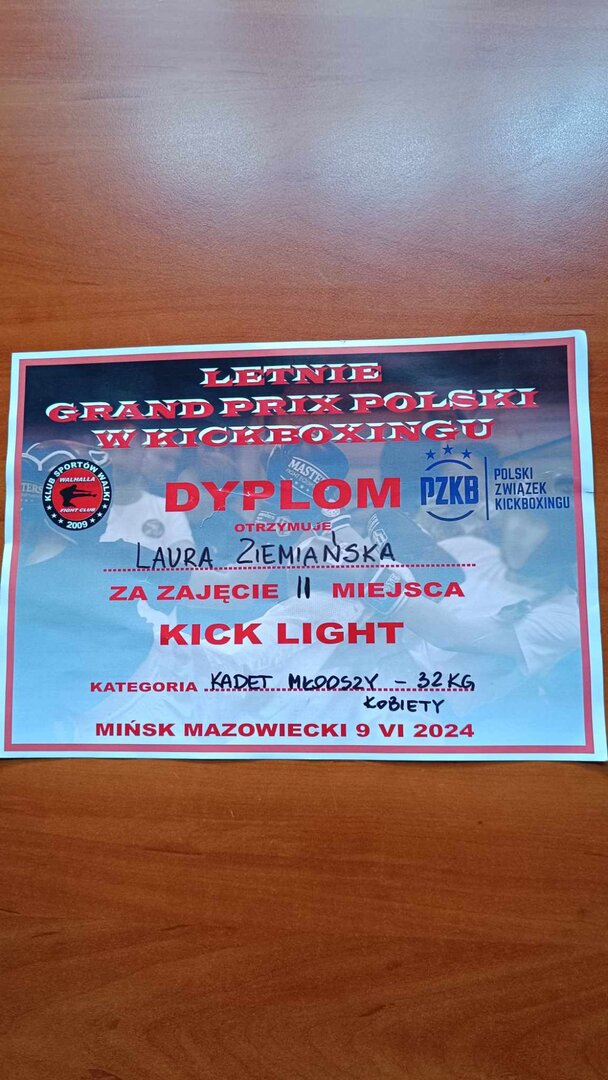 LETNIE
GRAND PRIX POLSKI
W KICKBOXINGU
KLUB SPORTÓW WALKI
WALHALLA
FIGHT CLUB
2009
MASTERS
DYPLOM
PZKB
POLSKI
ZWIĄZEK
KICKBOXINGU
OTRZYMUJE
LAURA ZIEMIAŃSKA
ZA ZAJĘCIE II MIEJSCA
KICK LIGHT
KATEGORIA KADET MŁODSZY – 32 KG
KOBIETY
MIŃSK MAZOWIECKI 9 VI 2024